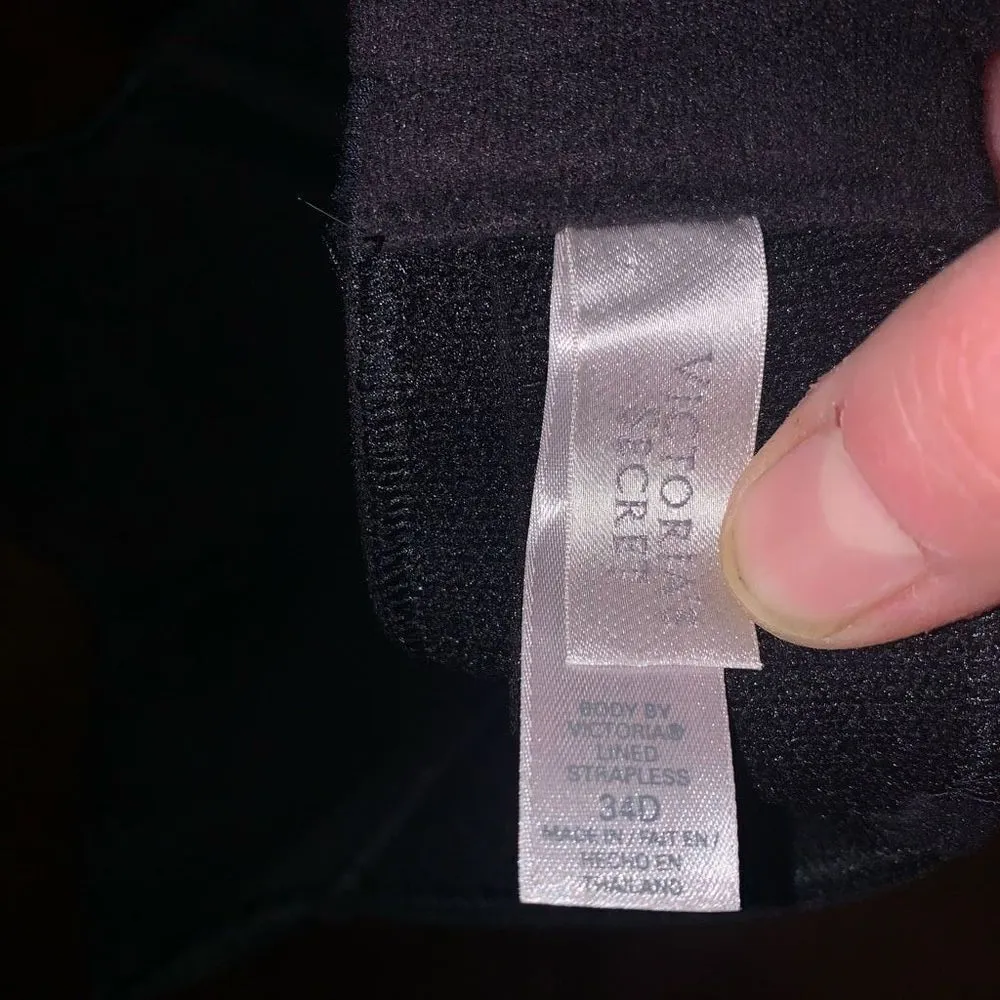 VICTORIA'S
SECRET
BODY BY
VICTORIA®
LINED
STRAPLESS
34D
MADE IN / FAIT EN /
HECHO EN
THAILAND